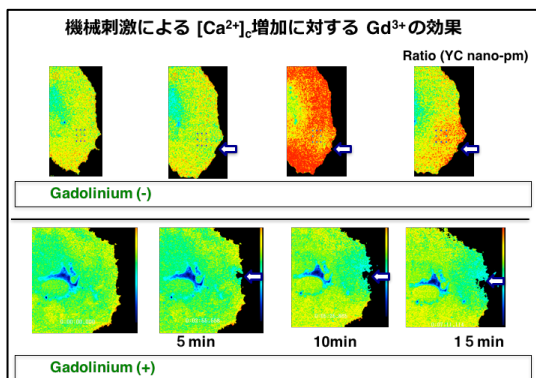 機械刺激による [Ca²⁺]c増加に対する Gd³⁺の効果
Ratio (YC nano-pm)
Gadolinium (-)
5 min 10min 1 5 min
Gadolinium (+)